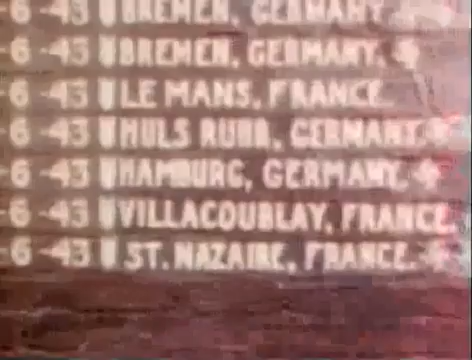 -6 -43 BREMEN, GERMANY
-6 -43 BREMEN, GERMANY.
-6 -43 LE MANS, FRANCE
-6 -43 HULS RUHR, GERMANY.
-6 -43 HAMBURG, GERMANY.
-6 -43 VILLACOUBLAY, FRANCE.
-6 -43 ST. NAZAIRE, FRANCE.